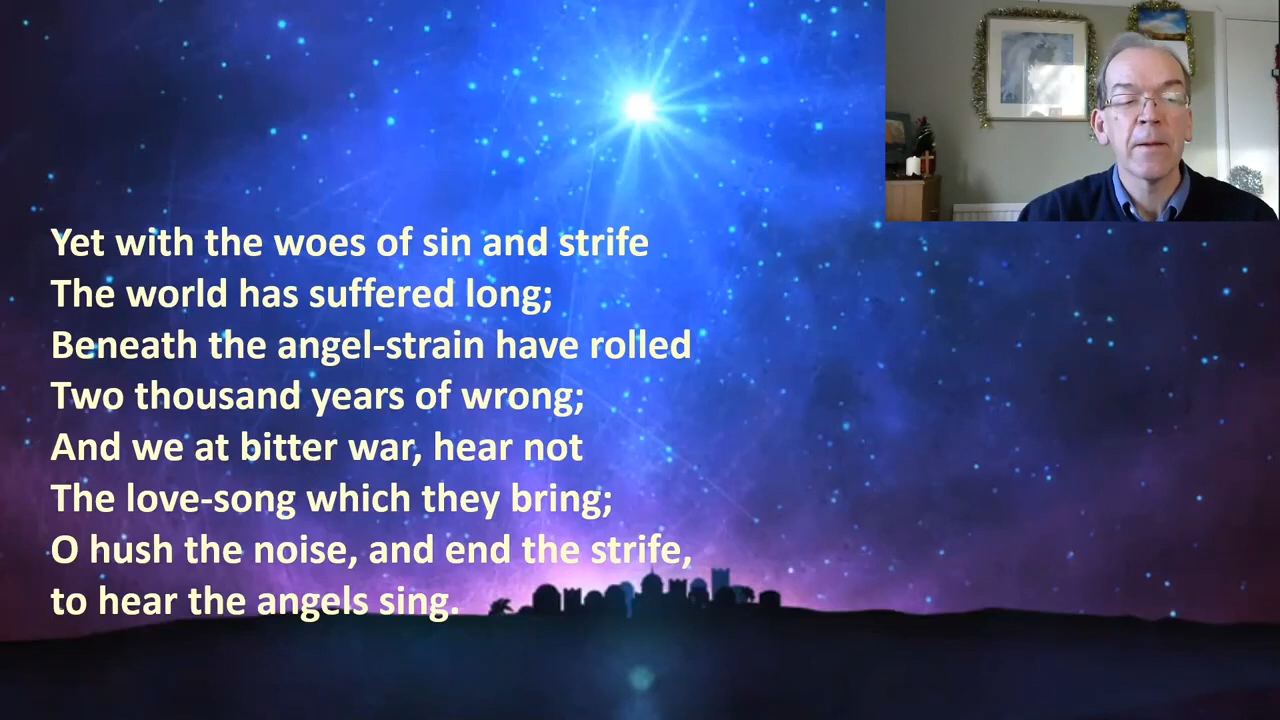 Yet with the woes of sin and strife
The world has suffered long;
Beneath the angel-strain have rolled
Two thousand years of wrong;
And we at bitter war, hear not
The love-song which they bring;
O hush the noise, and end the strife,
to hear the angels sing.